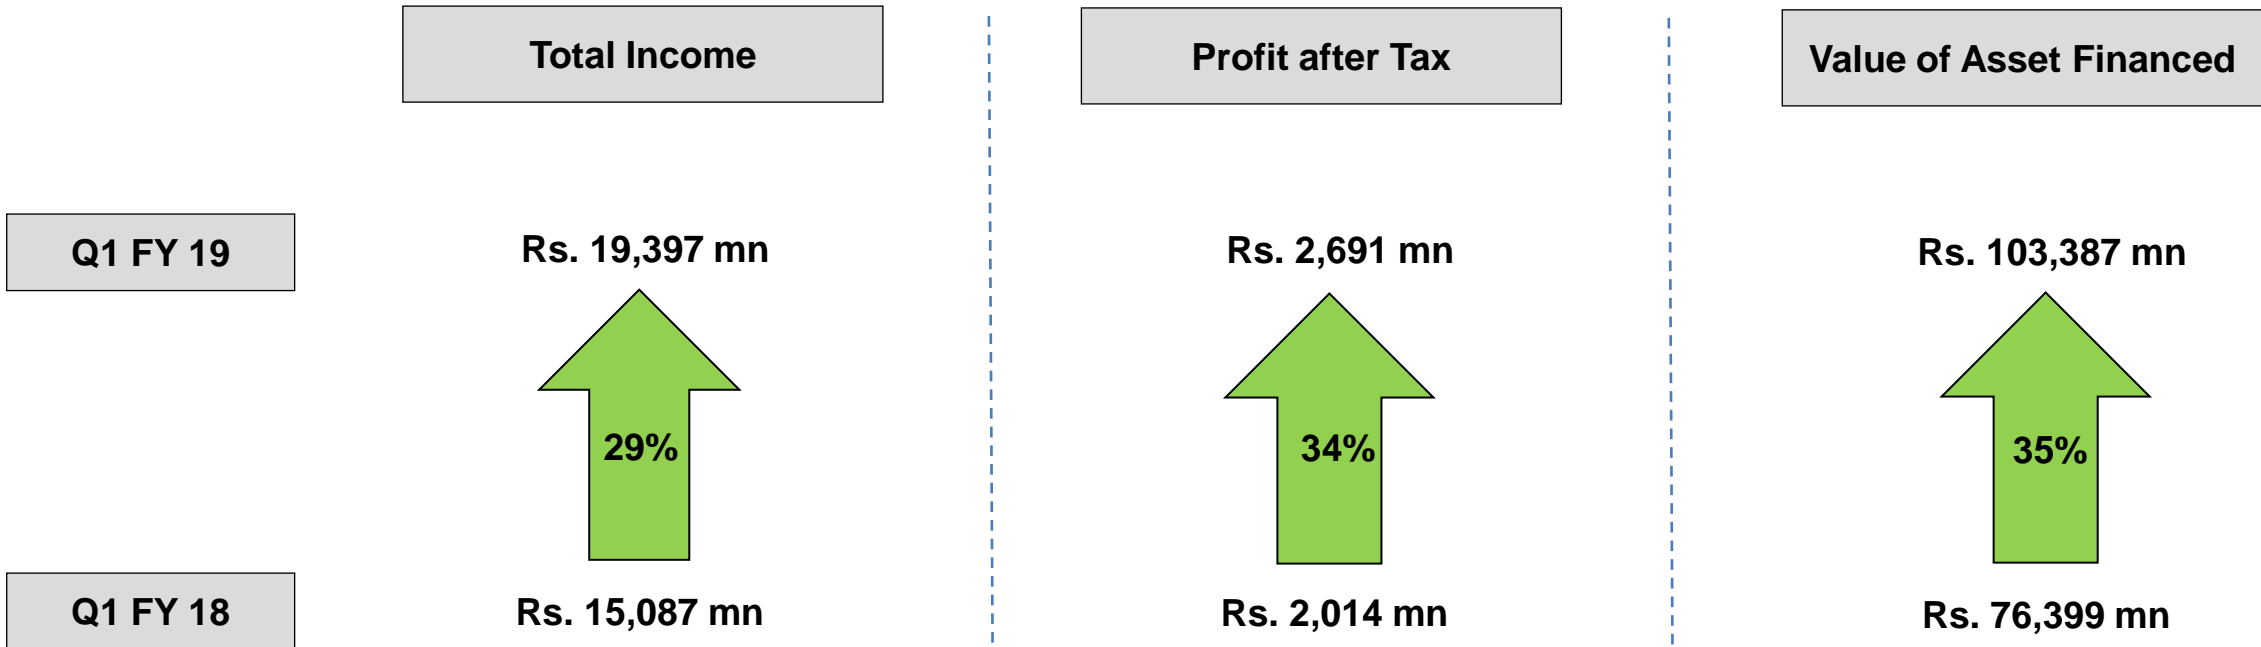 Total Income
Profit after Tax
Value of Asset Financed
Q1 FY 19
Rs. 19,397 mn
Rs. 2,691 mn
Rs. 103,387 mn
29%
34%
35%
Q1 FY 18
Rs. 15,087 mn
Rs. 2,014 mn
Rs. 76,399 mn